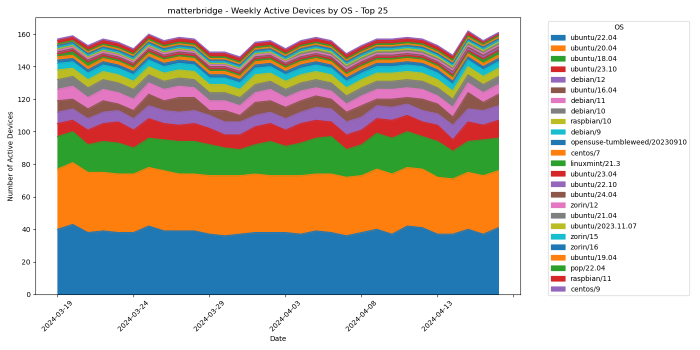 matterbridge - Weekly Active Devices by OS - Top 25
Number of Active Devices
160
140
120
100
80
60
40
20
0
2024-03-19
2024-03-24
2024-03-29
2024-04-03
2024-04-08
2024-04-13
Date
OS
ubuntu/22.04
ubuntu/20.04
ubuntu/18.04
ubuntu/23.10
debian/12
ubuntu/16.04
debian/11
debian/10
raspbian/10
debian/9
opensuse-tumbleweed/20230910
centos/7
linuxmint/21.3
ubuntu/23.04
ubuntu/22.10
ubuntu/24.04
zorin/12
ubuntu/21.04
ubuntu/2023.11.07
zorin/15
zorin/16
ubuntu/19.04
pop/22.04
raspbian/11
centos/9